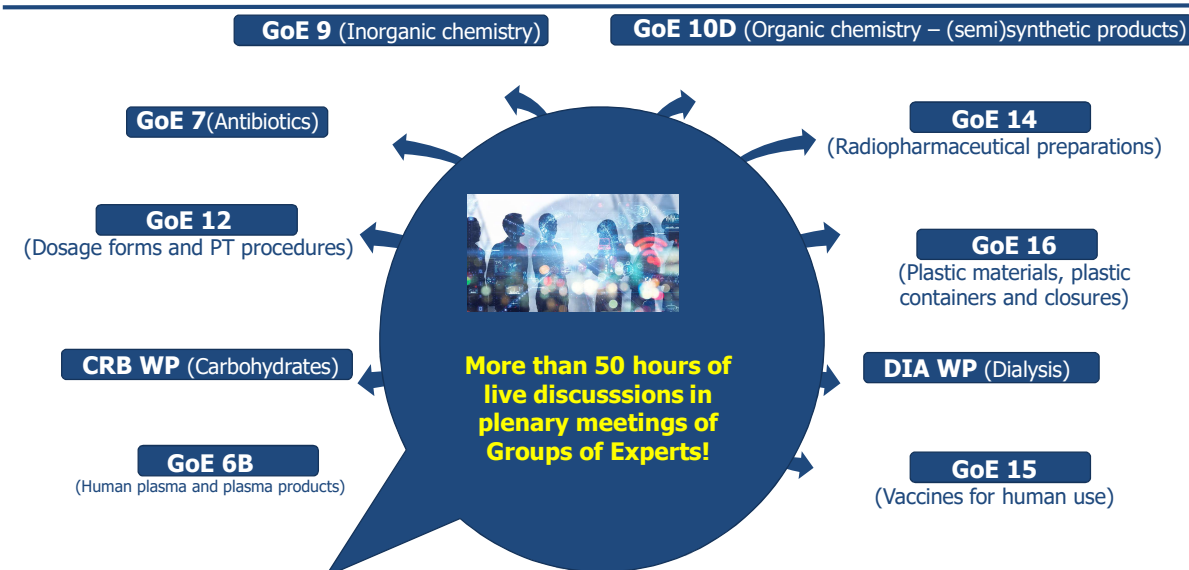 GoE 9 (Inorganic chemistry)
GoE 10D (Organic chemistry – (semi)synthetic products)
GoE 7(Antibiotics)
GoE 14
(Radiopharmaceutical preparations)
GoE 12
(Dosage forms and PT procedures)
GoE 16
(Plastic materials, plastic
containers and closures)
CRB WP (Carbohydrates)
More than 50 hours of
live discusssions in
plenary meetings of
Groups of Experts!
DIA WP (Dialysis)
GoE 6B
(Human plasma and plasma products)
GoE 15
(Vaccines for human use)